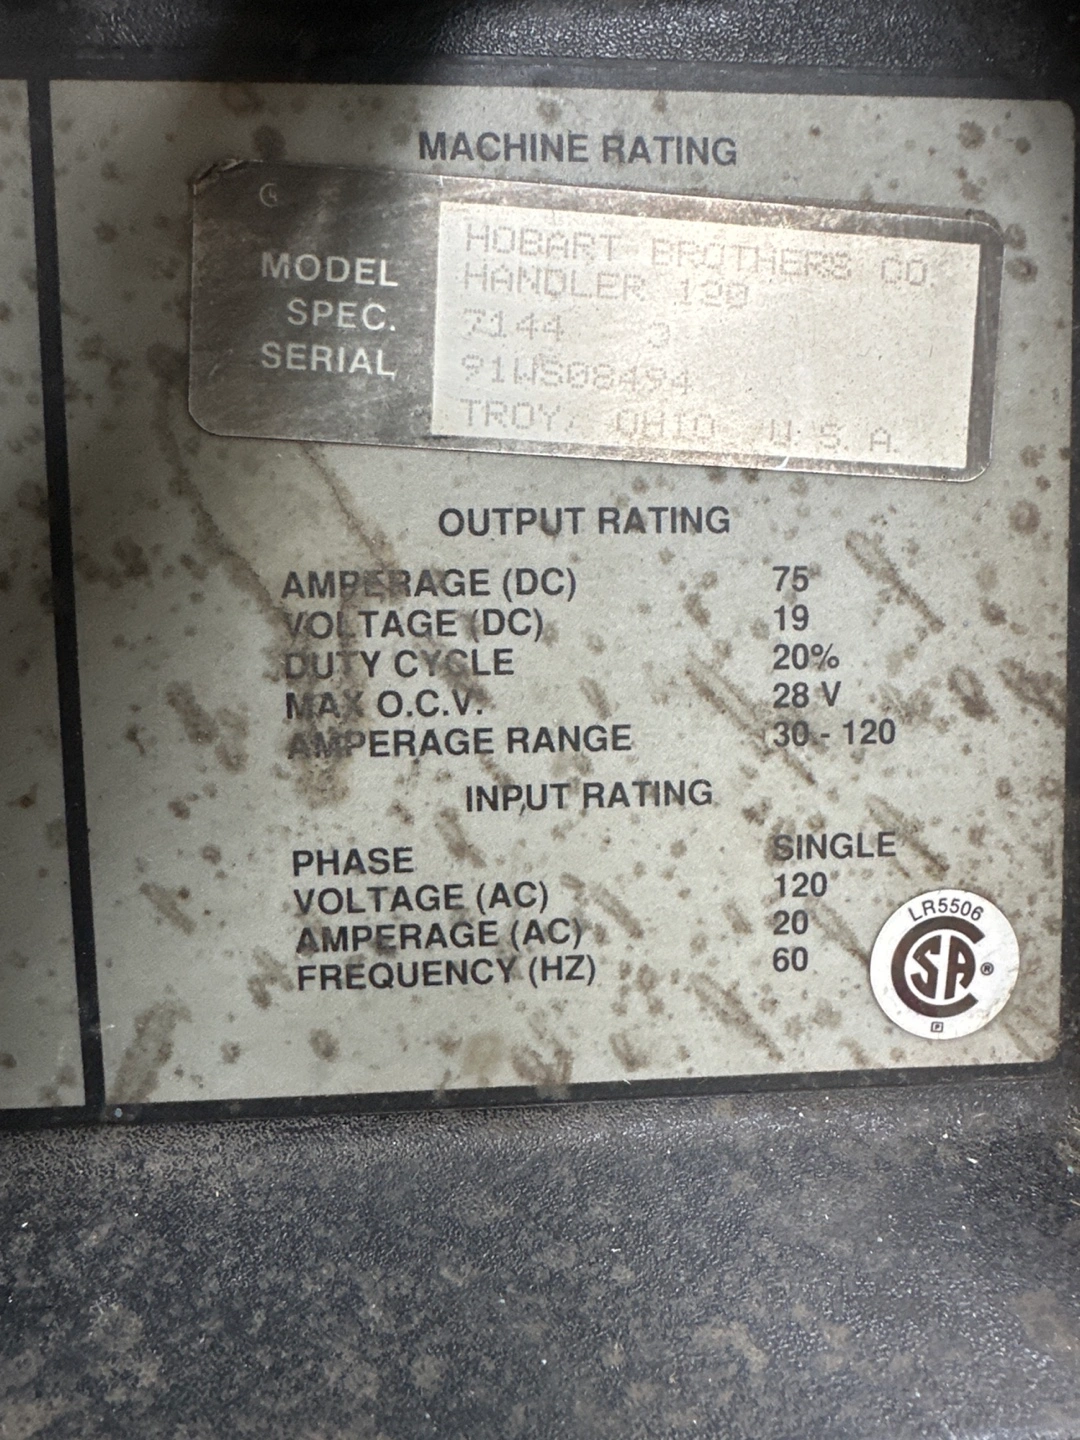 MACHINE RATING
HOBART BROTHERS CO.
MODEL HANDLER 120
SPEC. 7144
SERIAL 91WS08494
TROY, OHIO U.S.A.
OUTPUT RATING
AMPERAGE (DC) 75
VOLTAGE (DC) 19
DUTY CYCLE 20%
MAX O.C.V. 28 V
AMPERAGE RANGE 30 - 120
INPUT RATING
PHASE SINGLE
VOLTAGE (AC) 120
AMPERAGE (AC) 20
FREQUENCY (HZ) 60
LR5506
SA ®